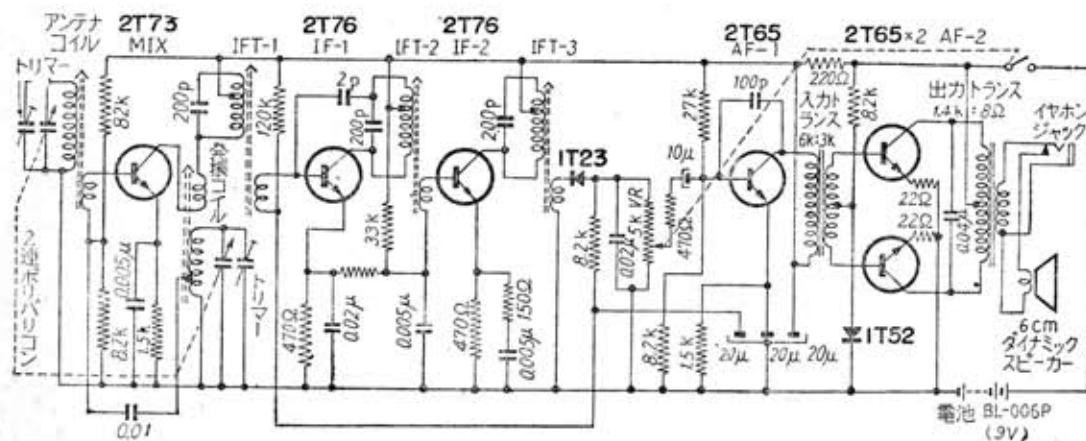 アンテナ
コイル
トリマー
2T73
MIX
IFT-1
2T76
IF-1
IFT-2
2T76
IF-2
IFT-3
2T65
AF-1
2T65×2 AF-2
82k
200p
120k
2p
200p
200p
1T23
27k
100p
10μ
220Ω
入力ト
ランス
6k:3k
82k
出力トランス
1.4k:8Ω
イヤホン
ジャック
33k
8.2k
0.02μ
5k VR
470Ω
22Ω
22Ω
0.04μ
0.005μ
8.2k
1.5k
トリマー
470Ω
0.02μ
0.005μ
470Ω
150Ω
0.005μ
8.2k
1.5k
20μ
20μ
20μ
1T52
6cm
ダイナミック
スピーカー
0.01
電池 BL-006P
(9V)